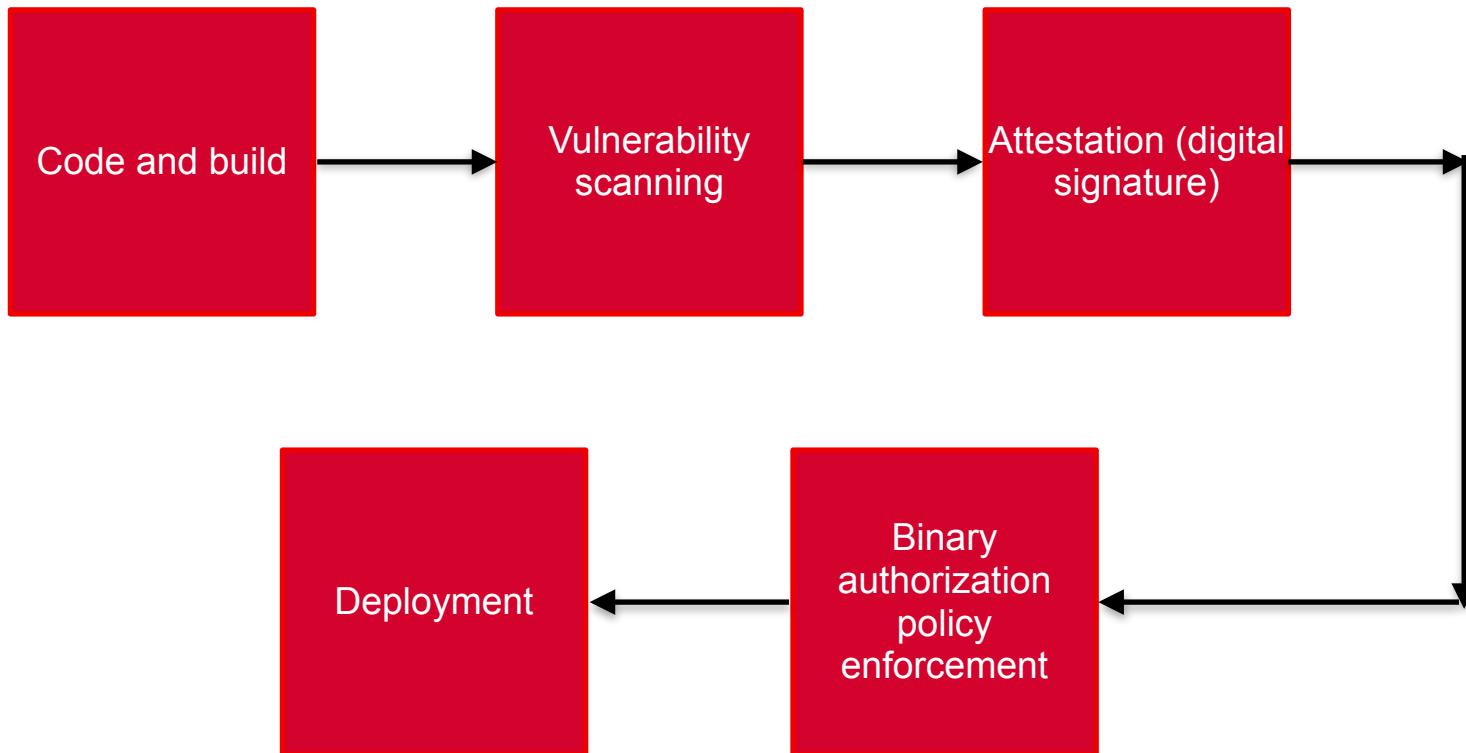 Code and build
Vulnerability
scanning
Attestation (digital
signature)
Deployment
Binary
authorization
policy
enforcement